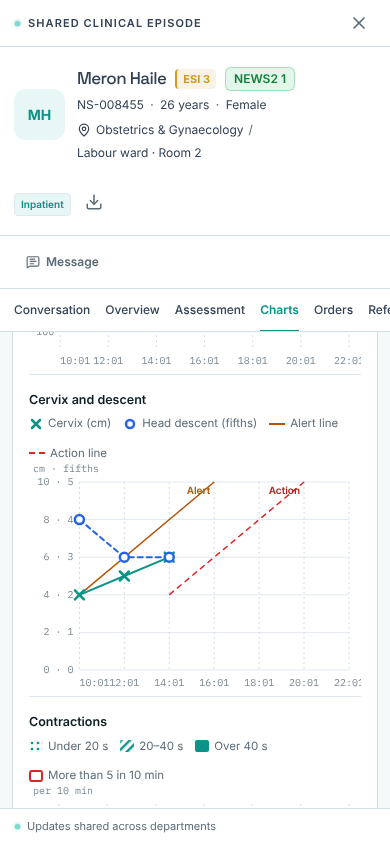 SHARED CLINICAL EPISODE
MH
Meron Haile ESI 3 NEWS2 1
NS-008455 · 26 years · Female
Obstetrics & Gynaecology /
Labour ward · Room 2
Inpatient
Message
Conversation Overview Assessment Charts Orders Refe
100
10:01 12:01 14:01 16:01 18:01 20:01 22:01
Cervix and descent
Cervix (cm) Head descent (fifths) Alert line
Action line
cm · fifths
10 · 5
Alert Action
8 · 4
6 · 3
4 · 2
2 · 1
0 · 0
10:01 12:01 14:01 16:01 18:01 20:01 22:01
Contractions
Under 20 s 20–40 s Over 40 s
More than 5 in 10 min
per 10 min
Updates shared across departments